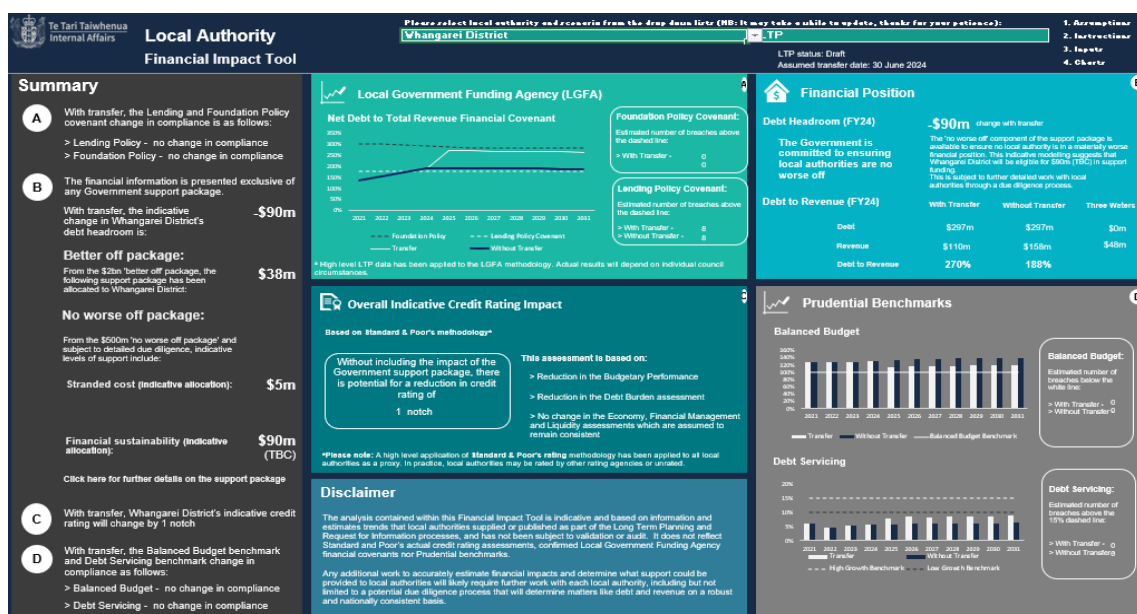 Te Tari Taiwhenua
Internal Affairs
Local Authority
Financial Impact Tool
Please select local authority and scenario from the drop down lists (NB: It may take a while to update, thanks for your patience):
Whangarei District
LTP
LTP status: Draft
Assumed transfer date: 30 June 2024
1. Assumptions
2. Instructions
3. Inputs
4. Charts
Summary
A
With transfer, the Lending and Foundation Policy
covenant change in compliance is as follows:
> Lending Policy - no change in compliance
> Foundation Policy - no change in compliance
B
The financial information is presented exclusive of
any Government support package.
With transfer, the indicative
change in Whangarei District's
debt headroom is:
-$90m
Better off package:
From the $2bn 'better off' package, the
following support package has been
allocated to Whangarei District:
$38m
No worse off package:
From the $500m 'no worse off package' and
subject to detailed due diligence, indicative
levels of support include:
Stranded cost (indicative allocation):
$5m
Financial sustainability (indicative
allocation):
$90m
(TBC)
Click here for further details on the support package
C
With transfer, Whangarei District's indicative credit
rating will change by 1 notch
D
With transfer, the Balanced Budget benchmark
and Debt Servicing benchmark change in
compliance as follows:
> Balanced Budget - no change in compliance
> Debt Servicing - no change in compliance
Local Government Funding Agency (LGFA)
A
Net Debt to Total Revenue Financial Covenant
350%
300%
250%
200%
150%
100%
50%
0%
2021 2022 2023 2024 2025 2026 2027 2028 2029 2030 2031
Foundation Policy
Lending Policy Covenant
Transfer
Without Transfer
Foundation Policy Covenant:
Estimated number of breaches above
the dashed line:
> With Transfer - 0
0
Lending Policy Covenant:
Estimated number of breaches above
the dashed line:
> With Transfer - 8
> Without Transfer - 8
* High level LTP data has been applied to the LGFA methodology. Actual results will depend on individual council
circumstances.
Financial Position
Debt Headroom (FY24)
-$90m change with transfer
The Government is
committed to ensuring
local authorities are no
worse off
The 'no worse off' component of the support package is
available to ensure no local authority is in a materially worse
financial position. This indicative modelling suggests that
Whangarei District will be eligible for $90m (TBC) in support
funding.
This is subject to further detailed work with local
authorities through a due diligence process.
Debt to Revenue (FY24)
With Transfer Without Transfer Three Waters
Debt $297m $297m $0m
Revenue $110m $158m $48m
Debt to Revenue 270% 188%
Overall Indicative Credit Rating Impact
C
Based on Standard & Poor's methodology*
Without including the impact of the
Government support package, there
is potential for a reduction in credit
rating of
1 notch
This assessment is based on:
> Reduction in the Budgetary Performance
> Reduction in the Debt Burden assessment
> No change in the Economy, Financial Management
and Liquidity assessments which are assumed to
remain consistent
*Please note: A high level application of Standard & Poor's rating methodology has been applied to all local
authorities as a proxy. In practice, local authorities may be rated by other rating agencies or unrated.
Disclaimer
The analysis contained within this Financial Impact Tool is indicative and based on information and
estimates trends that local authorities supplied or published as part of the Long Term Planning and
Request for Information processes, and has not been subject to validation or audit. It does not reflect
Standard and Poor's actual credit rating assessments, confirmed Local Government Funding Agency
financial covenants nor Prudential benchmarks.
Any additional work to accurately estimate financial impacts and determine what support could be
provided to local authorities will likely require further work with each local authority, including but not
limited to a potential due diligence process that will determine matters like debt and revenue on a robust
and nationally consistent basis.
Prudential Benchmarks
D
Balanced Budget
160%
140%
120%
100%
80%
60%
40%
20%
0%
2021 2022 2023 2024 2025 2026 2027 2028 2029 2030 2031
Transfer
Without Transfer
Balanced Budget Benchmark
Balanced Budget:
Estimated number of
breaches below the
white line:
> With Transfer - 0
> Without Transfer 0
Debt Servicing
20%
15%
10%
5%
0%
2021 2022 2023 2024 2025 2026 2027 2028 2029 2030 2031
Transfer
Without Transfer
High Growth Benchmark
Low Growth Benchmark
Debt Servicing:
Estimated number of
breaches above the
15% dashed line:
> With Transfer - 0
> Without Transfer